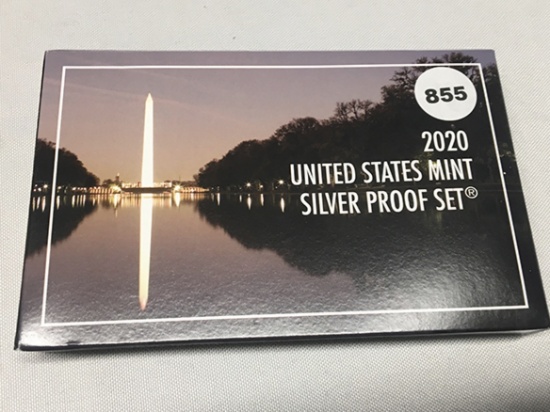 855
2020
UNITED STATES MINT
SILVER PROOF SET®